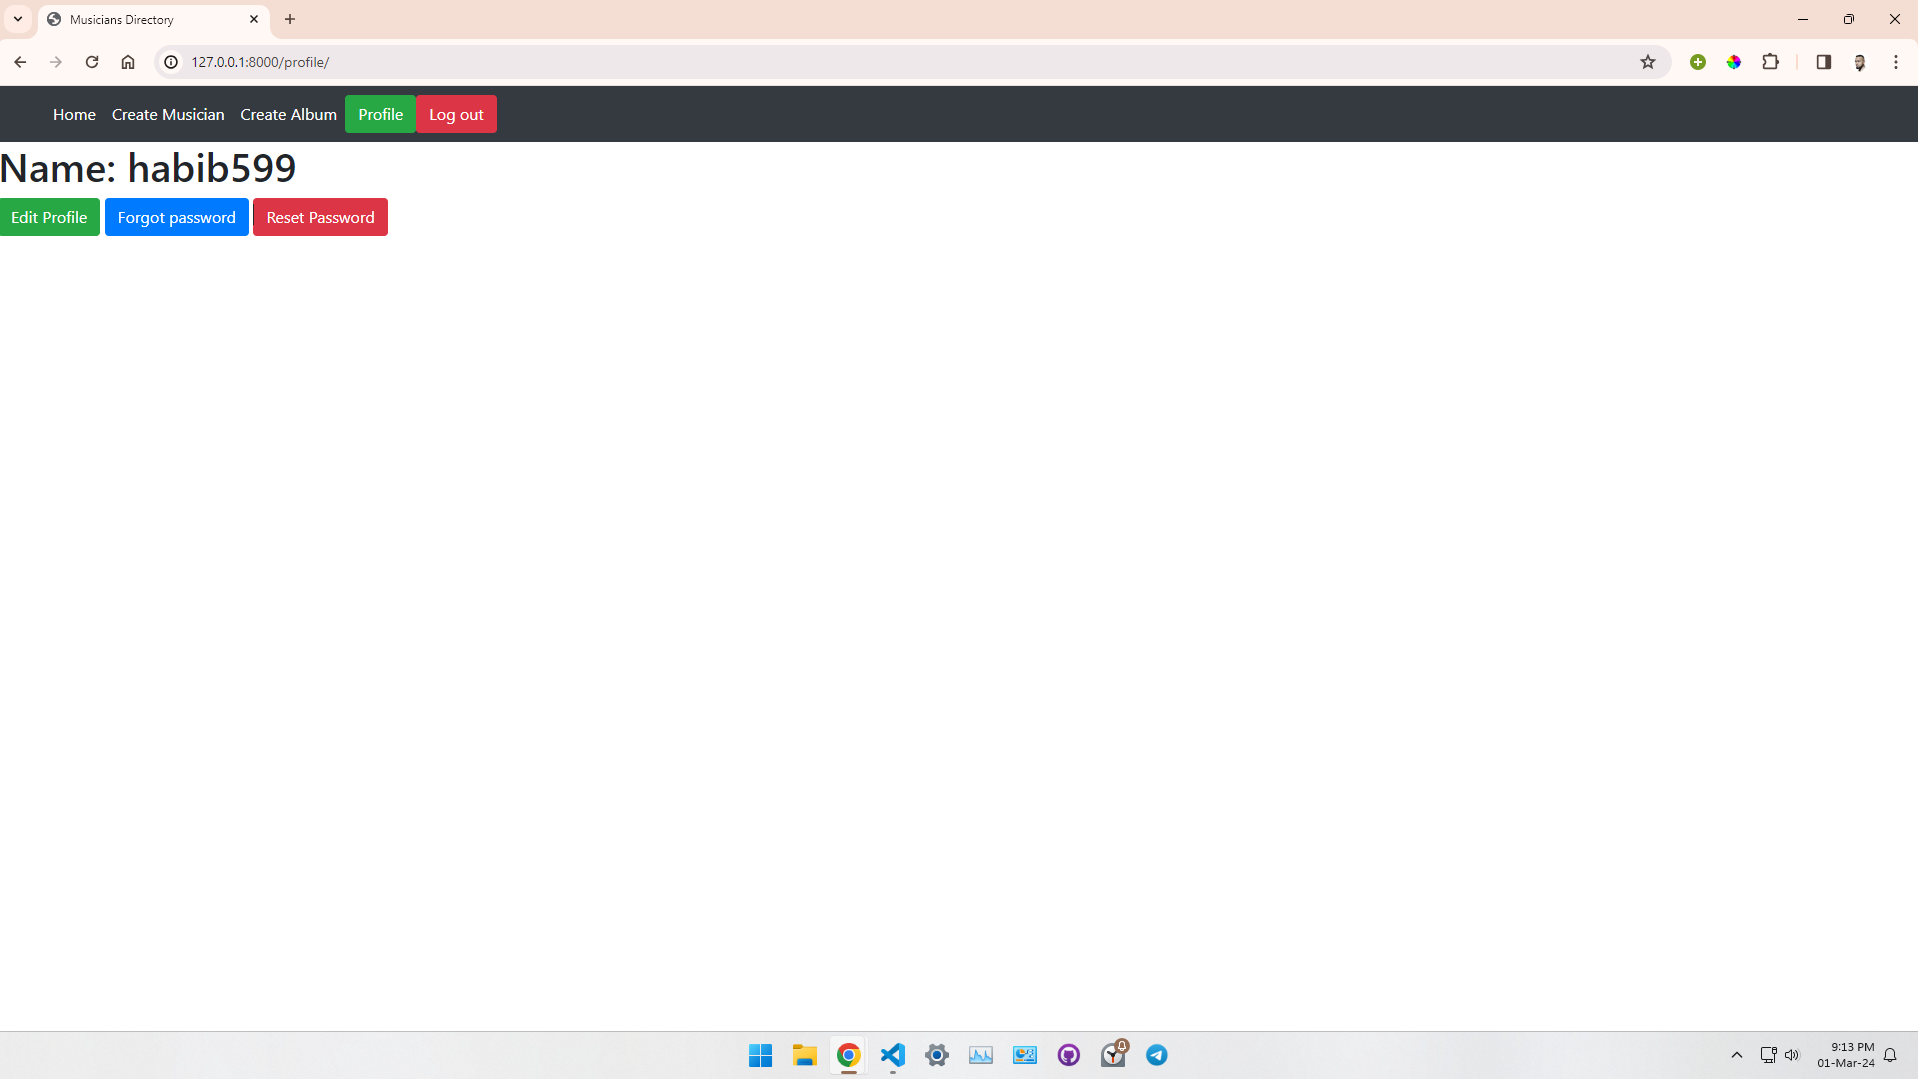 Musicians Directory
127.0.0.1:8000/profile/
Home Create Musician Create Album Profile Log out
Name: habib599
Edit Profile Forgot password Reset Password
9:13 PM
01-Mar-24